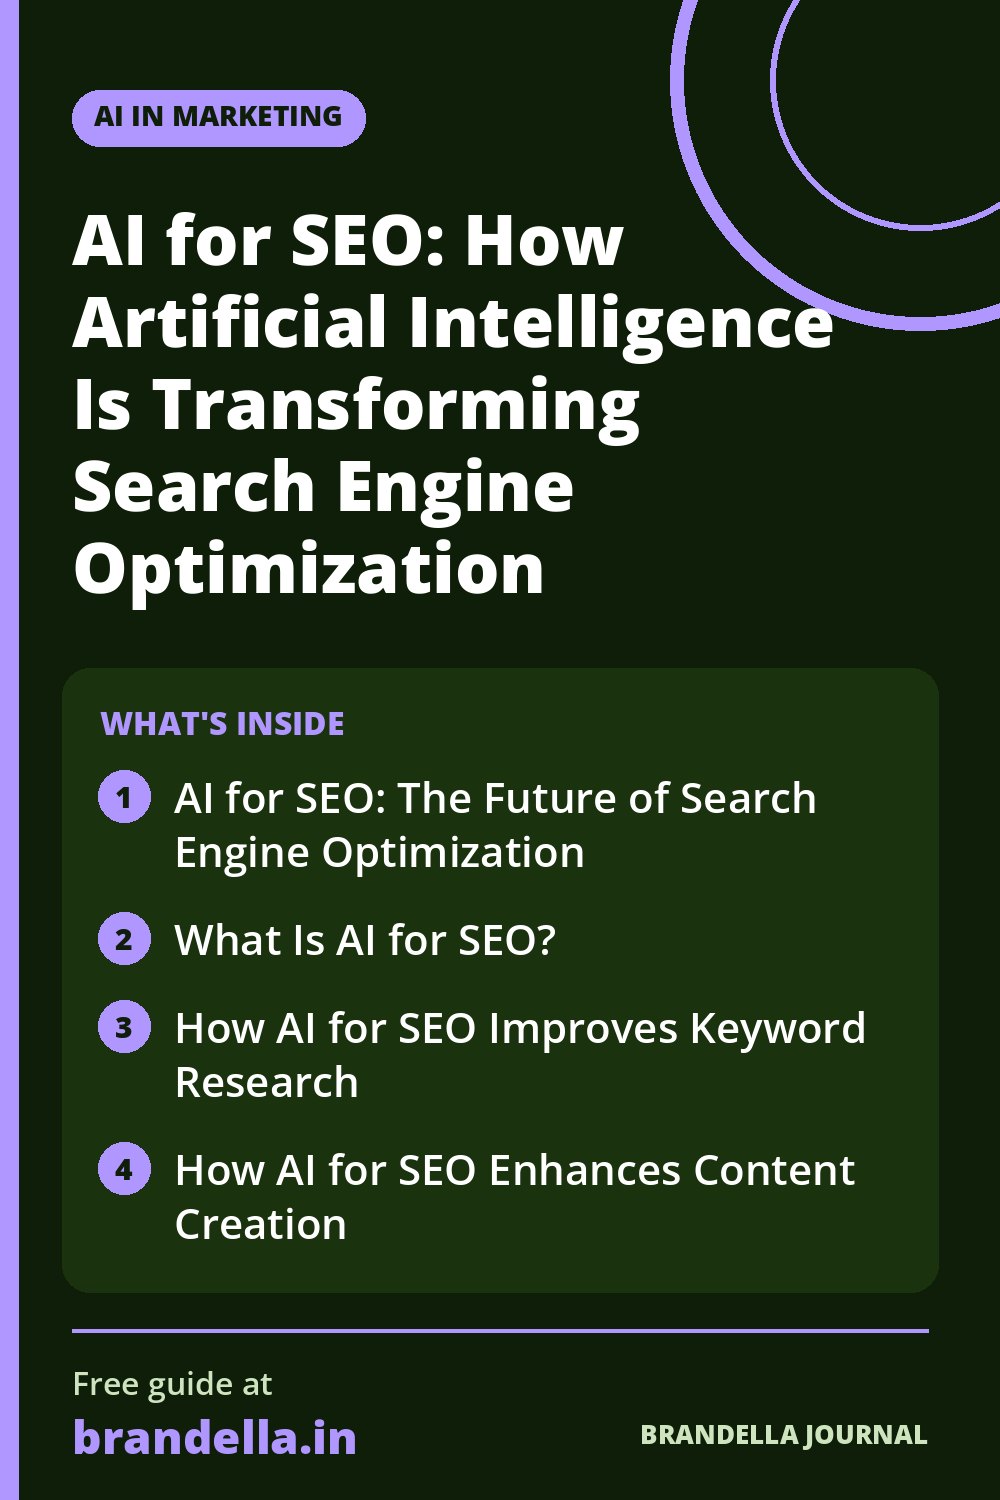 AI IN MARKETING
AI for SEO: How
Artificial Intelligence
Is Transforming
Search Engine
Optimization
WHAT'S INSIDE
1 AI for SEO: The Future of Search
Engine Optimization
2 What Is AI for SEO?
3 How AI for SEO Improves Keyword
Research
4 How AI for SEO Enhances Content
Creation
Free guide at
brandella.in
BRANDELLA JOURNAL